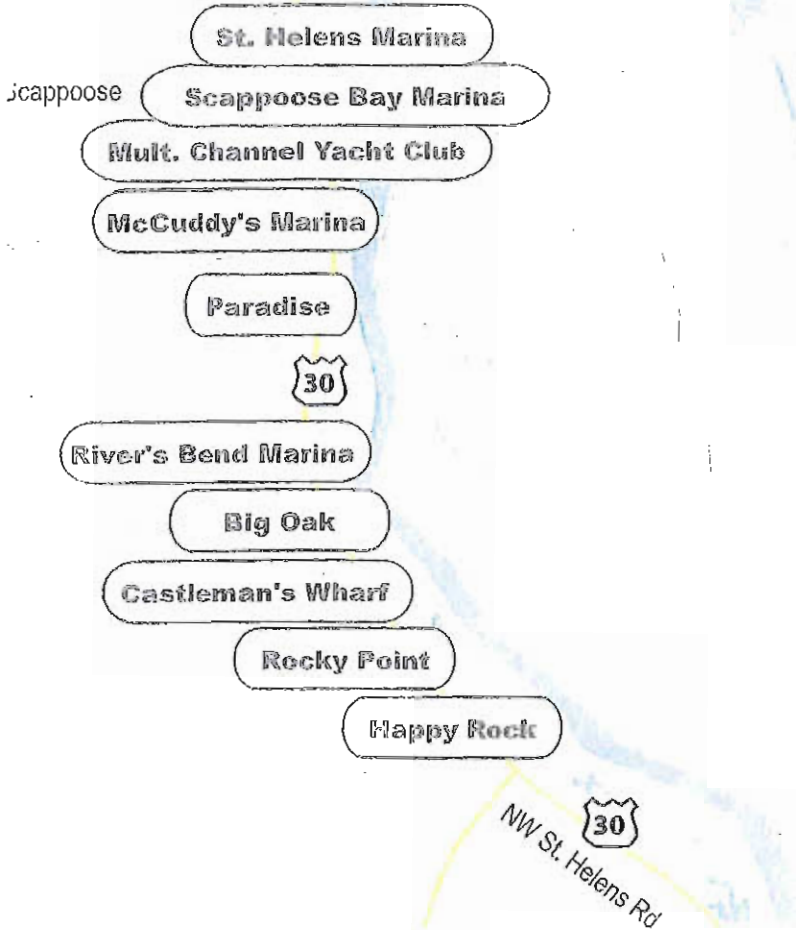 St. Helens Marina
Scappoose
Scappoose Bay Marina
Mult. Channel Yacht Club
McCuddy's Marina
Paradise
30
River's Bend Marina
Big Oak
Castleman's Wharf
Rocky Point
Happy Rock
30
NW St. Helens Rd